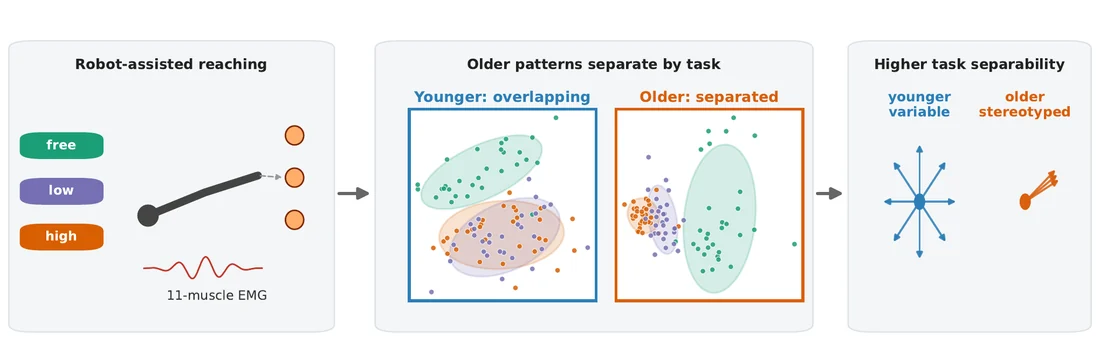 Robot-assisted reaching
free
low
high
11-muscle EMG
Older patterns separate by task
Younger: overlapping
Older: separated
Higher task separability
younger
variable
older
stereotyped